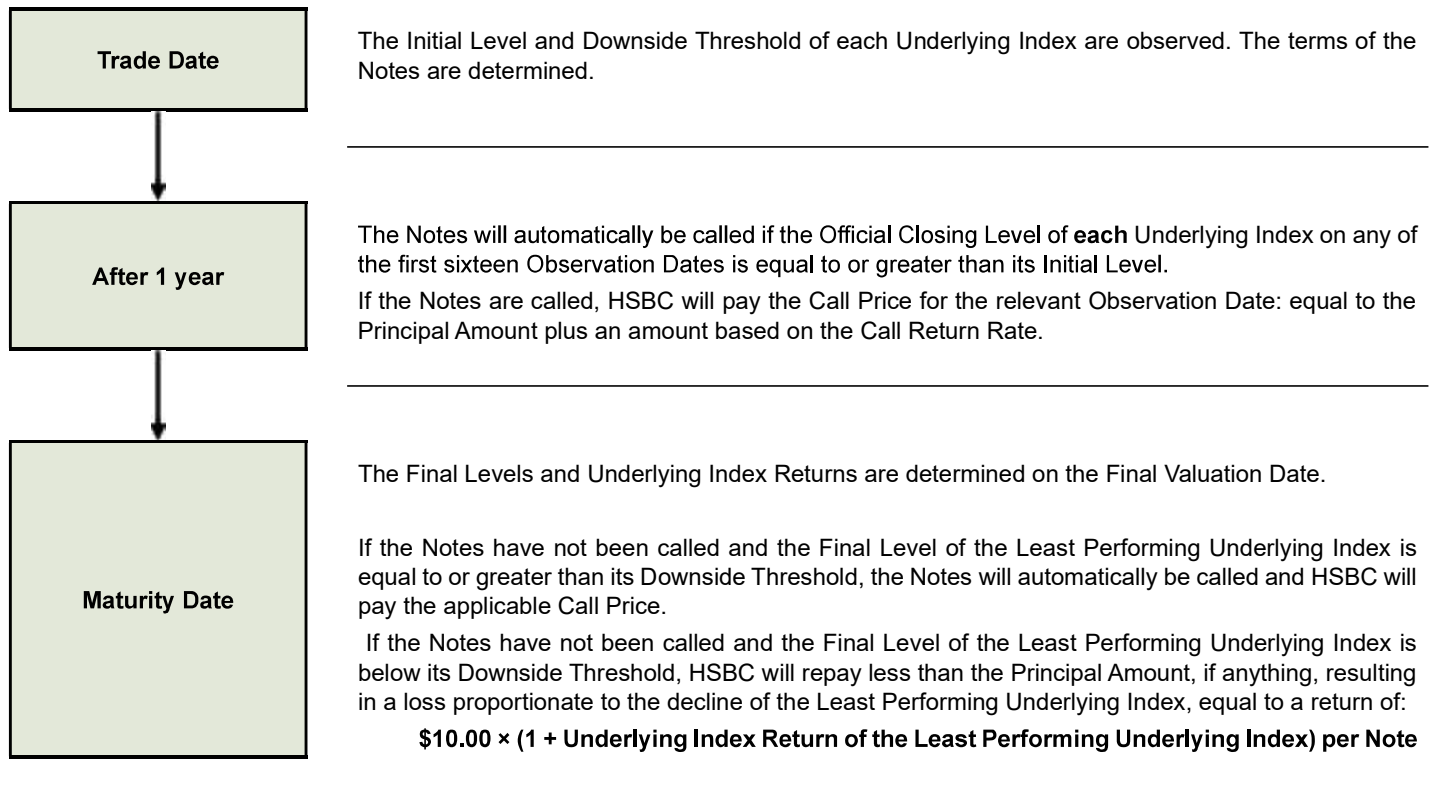 Trade Date
The Initial Level and Downside Threshold of each Underlying Index are observed. The terms of the
Notes are determined.
After 1 year
The Notes will automatically be called if the Official Closing Level of each Underlying Index on any of
the first sixteen Observation Dates is equal to or greater than its Initial Level.
If the Notes are called, HSBC will pay the Call Price for the relevant Observation Date: equal to the
Principal Amount plus an amount based on the Call Return Rate.
Maturity Date
The Final Levels and Underlying Index Returns are determined on the Final Valuation Date.
If the Notes have not been called and the Final Level of the Least Performing Underlying Index is
equal to or greater than its Downside Threshold, the Notes will automatically be called and HSBC will
pay the applicable Call Price.
If the Notes have not been called and the Final Level of the Least Performing Underlying Index is
below its Downside Threshold, HSBC will repay less than the Principal Amount, if anything, resulting
in a loss proportionate to the decline of the Least Performing Underlying Index, equal to a return of:
$10.00 × (1 + Underlying Index Return of the Least Performing Underlying Index) per Note